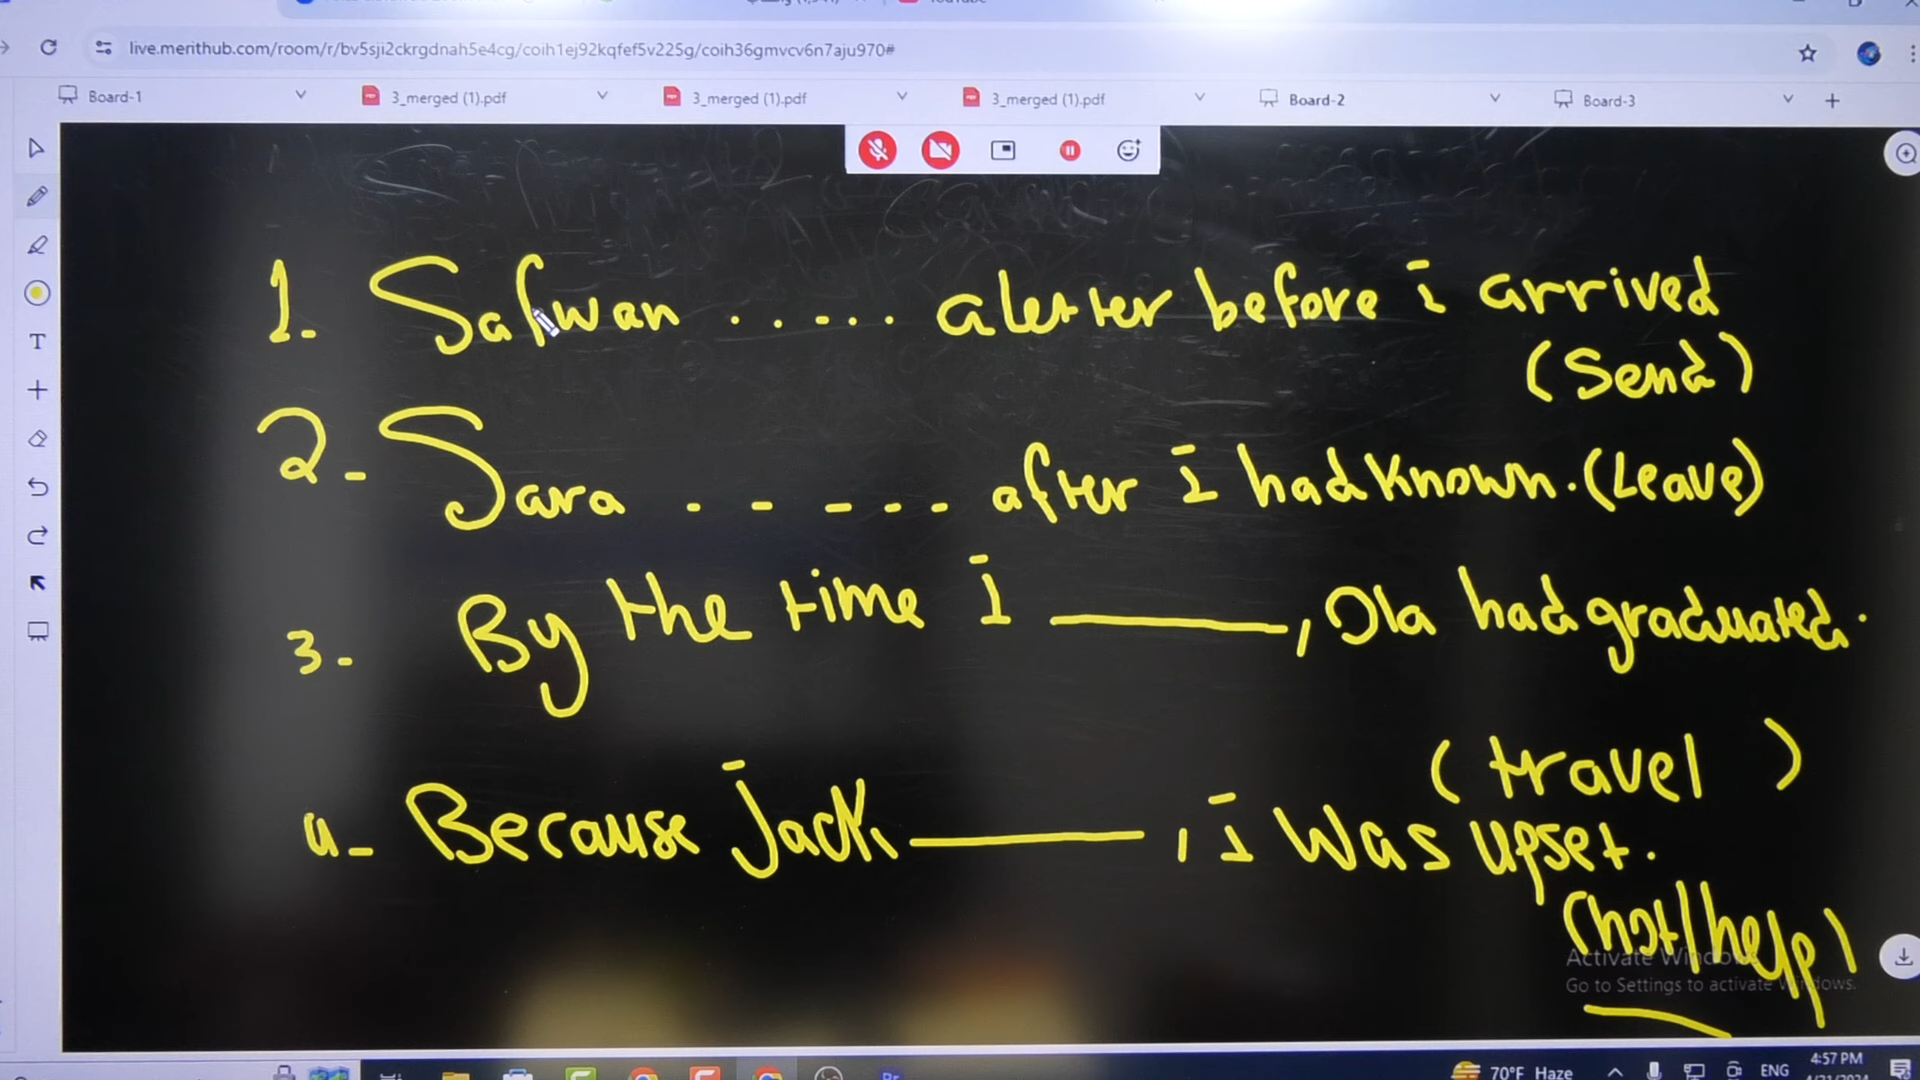 live.merithub.com/room/r/bv5sji2ckrgdnah5e4cg/coih1ej92kqfef5v225g/coih36gmvcv6n7aju970#
Board-1 3_merged (1).pdf 3_merged (1).pdf 3_merged (1).pdf Board-2 Board-3
1. Safwan ..... a letter before i arrived
(Send)
2- Sara ----- after I had known. (Leave)
3- By the time I ______, Ola had graduated.
(travel)
4- Because Jack ______, I was upset.
(not/help)
Activate Windows
Go to Settings to activate Windows.
70°F Haze ENG 4:57 PM